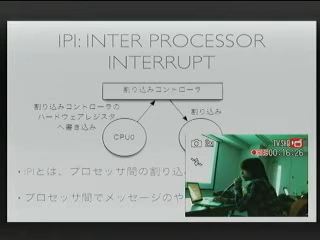 IPI: INTER PROCESSOR
INTERRUPT
割り込みコントローラ
割り込みコントローラの
ハードウェアレジスタ
へ書き込み
割り込み
CPU0
• IPIとは、プロセッサ間の割り込
• プロセッサ間でメッセージのや
00:16:26